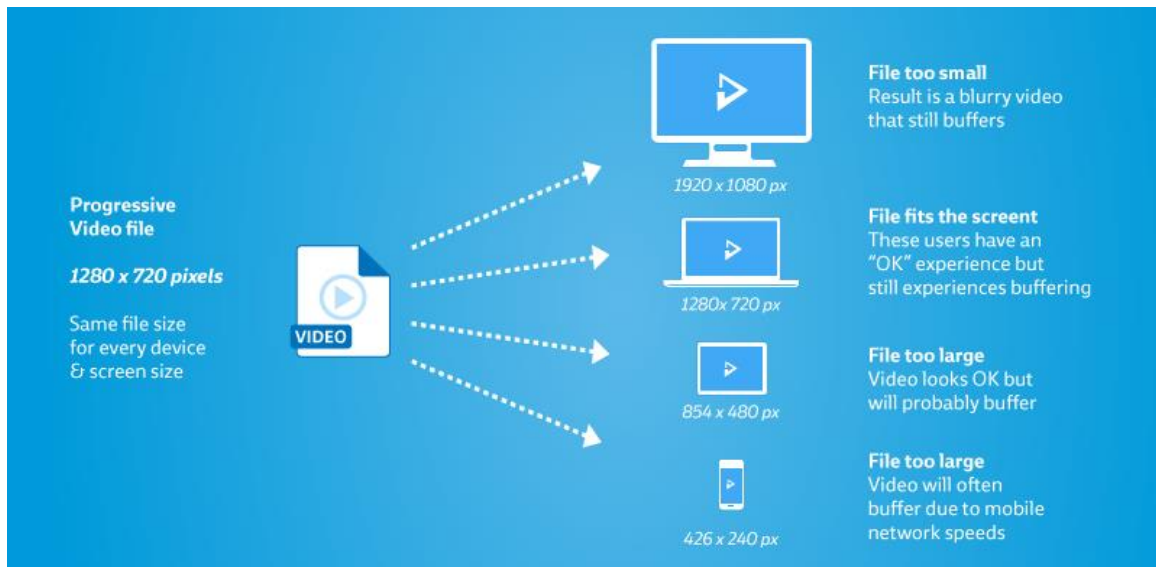 Progressive
Video file
1280 x 720 pixels
Same file size
for every device
& screen size
VIDEO
1920 x 1080 px
File too small
Result is a blurry video
that still buffers
1280x 720 px
File fits the screent
These users have an
“OK” experience but
still experiences buffering
854 x 480 px
File too large
Video looks OK but
will probably buffer
426 x 240 px
File too large
Video will often
buffer due to mobile
network speeds